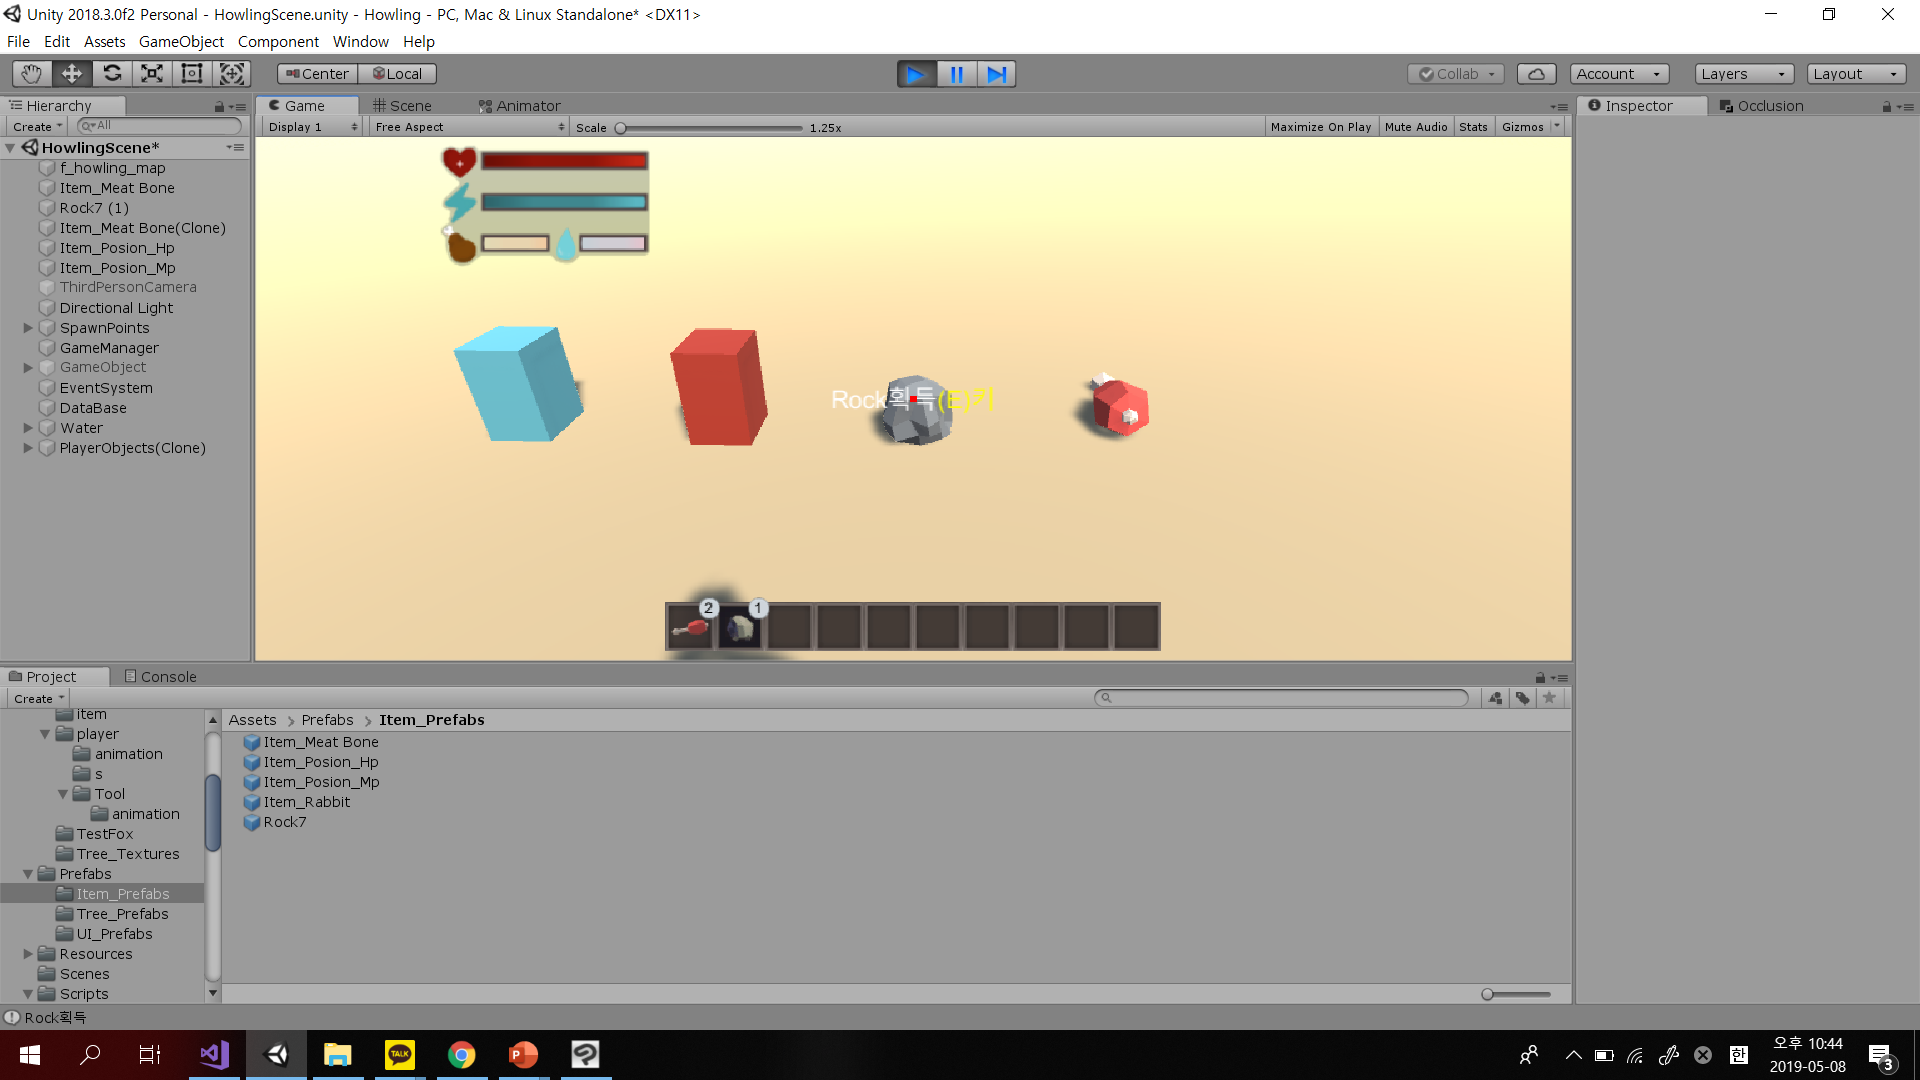 Unity 2018.3.0f2 Personal - HowlingScene.unity - Howling - PC, Mac & Linux Standalone* <DX11>
File Edit Assets GameObject Component Window Help
Center Local Collab Account Layers Layout
Hierarchy
Create All
HowlingScene*
f_howling_map
Item_Meat Bone
Rock7 (1)
Item_Meat Bone(Clone)
Item_Posion_Hp
Item_Posion_Mp
ThirdPersonCamera
Directional Light
SpawnPoints
GameManager
GameObject
EventSystem
DataBase
Water
PlayerObjects(Clone)
Game Scene Animator
Display 1 Free Aspect Scale 1.25x Maximize On Play Mute Audio Stats Gizmos
Rock획득(E)키
2 1
Inspector Occlusion
Project Console
Create
item
player
animation
s
Tool
animation
TestFox
Tree_Textures
Prefabs
Item_Prefabs
Tree_Prefabs
UI_Prefabs
Resources
Scenes
Scripts
Assets > Prefabs > Item_Prefabs
Item_Meat Bone
Item_Posion_Hp
Item_Posion_Mp
Item_Rabbit
Rock7
Rock획득
TALK
P
한
오후 10:44
2019-05-08
3